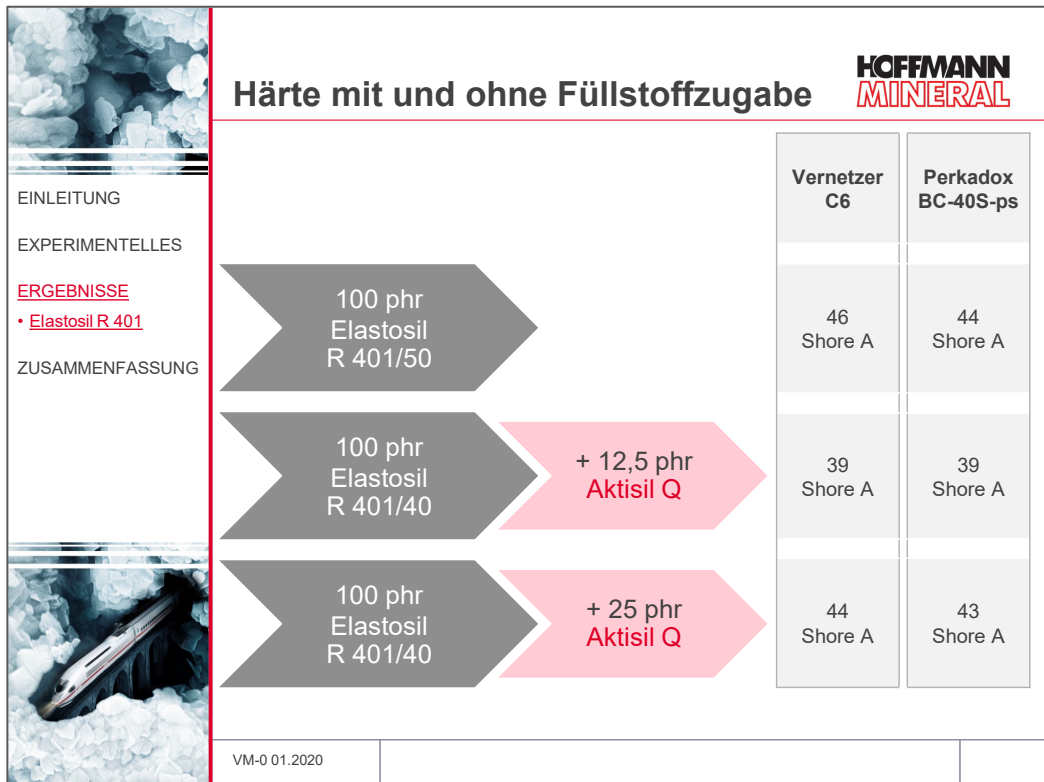 Härte mit und ohne Füllstoffzugabe
HOFFMANN
MINERAL
EINLEITUNG
EXPERIMENTELLES
ERGEBNISSE
• Elastosil R 401
ZUSAMMENFASSUNG
Vernetzer
C6
Perkadox
BC-40S-ps
100 phr
Elastosil
R 401/50
46
Shore A
44
Shore A
100 phr
Elastosil
R 401/40
+ 12,5 phr
Aktisil Q
39
Shore A
39
Shore A
100 phr
Elastosil
R 401/40
+ 25 phr
Aktisil Q
44
Shore A
43
Shore A
VM-0 01.2020